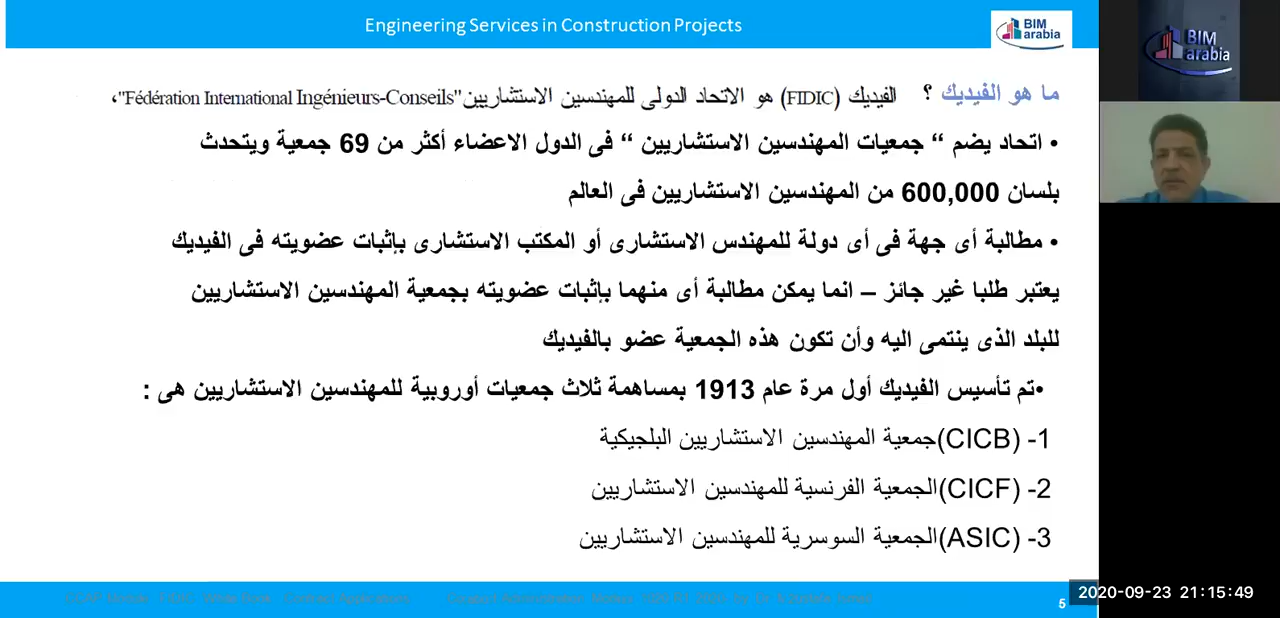 Engineering Services in Construction Projects
BIM
arabia
BIM
arabia
ما هو الفيديك ؟ الفيديك (FIDIC) هو الاتحاد الدولى للمهندسين الاستشاريين"Fédération International Ingénieurs-Conseils"،
• اتحاد يضم “ جمعيات المهندسين الاستشاريين “ فى الدول الاعضاء أكثر من 69 جمعية ويتحدث
بلسان 600,000 من المهندسين الاستشاريين فى العالم
• مطالبة أى جهة فى أى دولة للمهندس الاستشارى أو المكتب الاستشارى بإثبات عضويته فى الفيديك
يعتبر طلبا غير جائز – انما يمكن مطالبة أى منهما بإثبات عضويته بجمعية المهندسين الاستشاريين
للبلد الذى ينتمى اليه وأن تكون هذه الجمعية عضو بالفيديك
•تم تأسيس الفيديك أول مرة عام 1913 بمساهمة ثلاث جمعيات أوروبية للمهندسين الاستشاريين هى :
1- (CICB)جمعية المهندسين الاستشاريين البلجيكية
2- (CICF)الجمعية الفرنسية للمهندسين الاستشاريين
3- (ASIC)الجمعية السوسرية للمهندسين الاستشاريين
5
2020-09-23 21:15:49